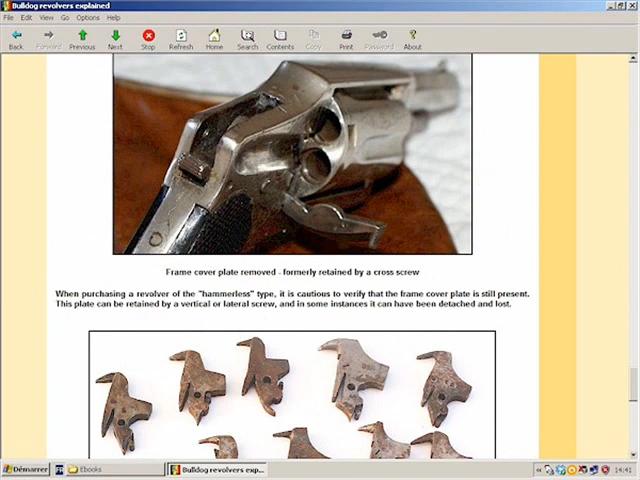 Bulldog revolvers explained
File Edit View Go Bookmarks Options Help
Back Forward Previous Next Stop Refresh Home Search Contents Copy Print Password About
Frame cover plate removed - formerly retained by a cross screw
When purchasing a revolver of the "hammerless" type, it is cautious to verify that the frame cover plate is still present.
This plate can be retained by a vertical or lateral screw, and in some instances it can have been detached and lost.
Démarrer FR Ebooks Bulldog revolvers exp... « 14:41